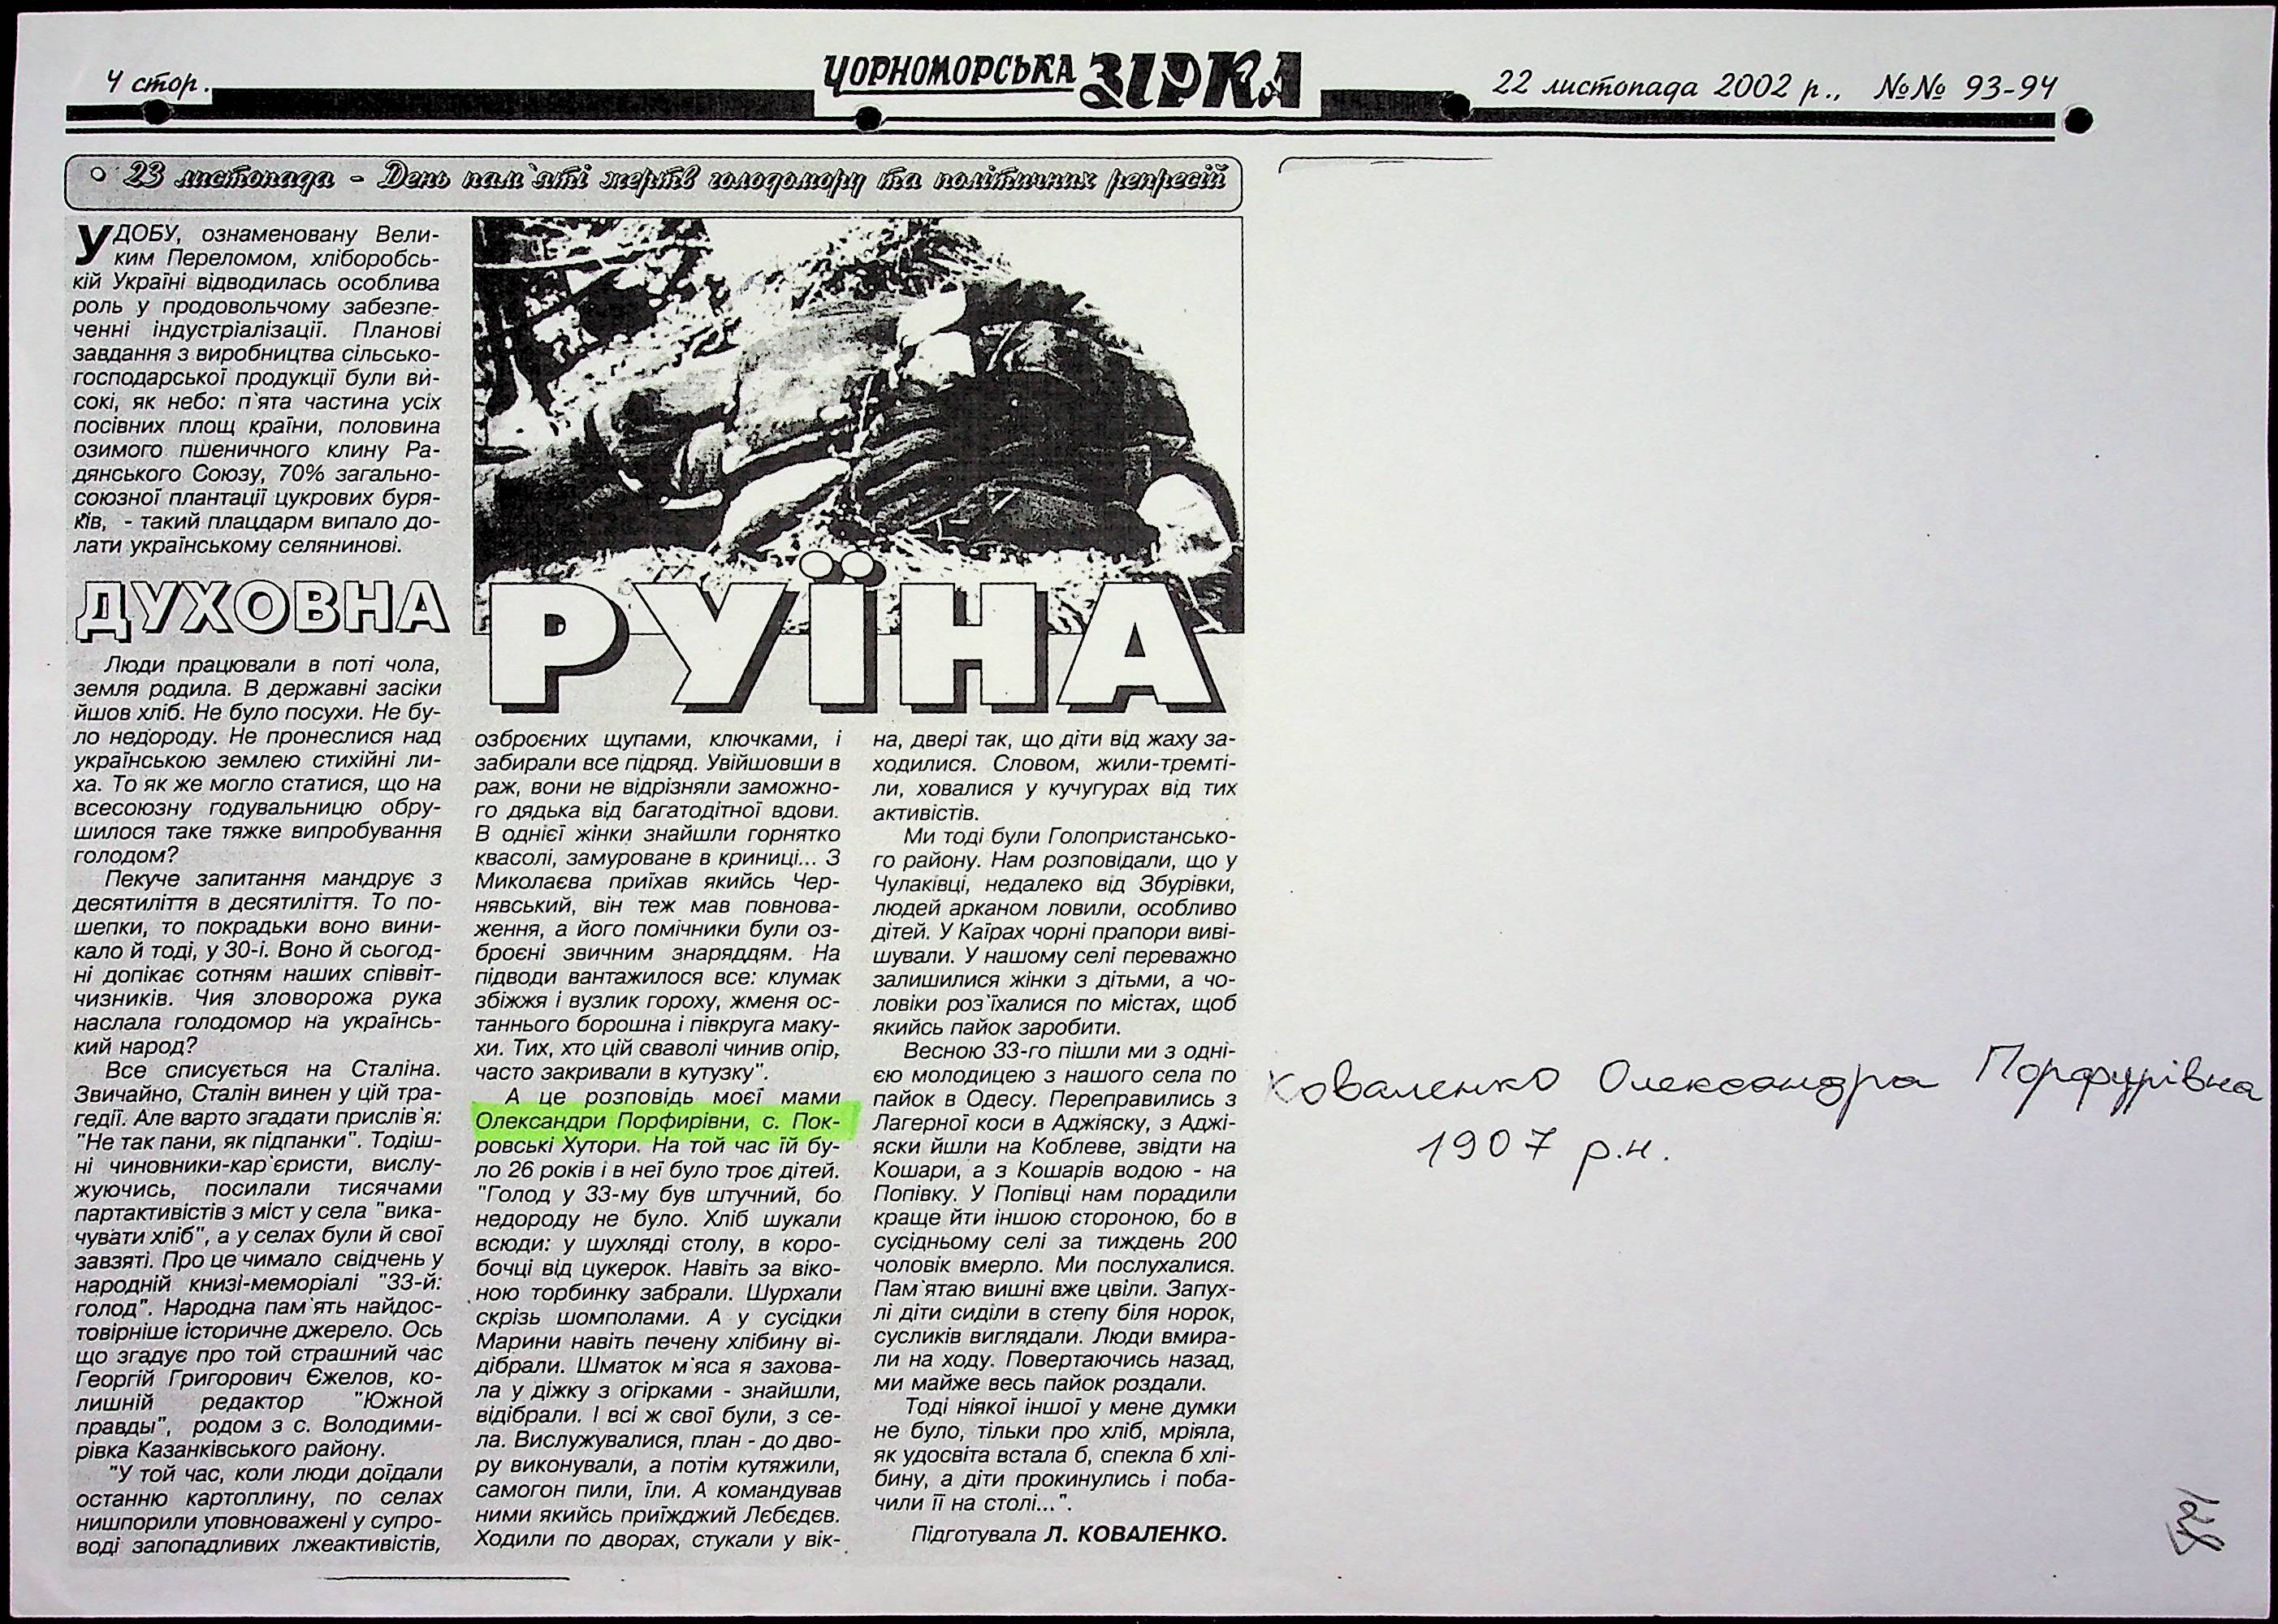 4 стор.
ЧОРНОМОРСЬКА ЗІРКА
22 листопада 2002 р., №№ 93-94
23 листопада - День пам`яті жертв голодомору та політичних репресій
У ДОБУ, ознаменовану Вели-
ким Переломом, хліборобсь-
кій Україні відводилась особлива
роль у продовольчому забезпе-
ченні індустріалізації. Планові
завдання з виробництва сільсько-
господарської продукції були ви-
сокі, як небо: п`ята частина усіх
посівних площ країни, половина
озимого пшеничного клину Ра-
дянського Союзу, 70% загально-
союзної плантації цукрових буря-
ків, - такий плацдарм випало до-
лати українському селянинові.
ДУХОВНА
РУЇНА
Люди працювали в поті чола,
земля родила. В державні засіки
йшов хліб. Не було посухи. Не бу-
ло недороду. Не пронеслися над
українською землею стихійні ли-
ха. То як же могло статися, що на
всесоюзну годувальницю обру-
шилося таке тяжке випробування
голодом?
Пекуче запитання мандрує з
десятиліття в десятиліття. То по-
шепки, то покрадьки воно вини-
кало й тоді, у 30-і. Воно й сьогод-
ні допікає сотням наших співвіт-
чизників. Чия зловорожа рука
наслала голодомор на українсь-
кий народ?
Все списується на Сталіна.
Звичайно, Сталін винен у цій тра-
гедії. Але варто згадати прислів`я:
"Не так пани, як підпанки". Тодіш-
ні чиновники-кар`єристи, вислу-
жуючись, посилали тисячами
партактивістів з міст у села "вика-
чувати хліб", а у селах були й свої
завзяті. Про це чимало свідчень у
народній книзі-меморіалі "33-й:
голод". Народна пам`ять найдос-
товірніше історичне джерело. Ось
що згадує про той страшний час
Георгій Григорович Єжелов, ко-
лишній редактор "Южной
правды", родом з с. Володими-
рівка Казанківського району.
"У той час, коли люди доїдали
останню картоплину, по селах
нишпорили уповноважені у супро-
воді запопадливих лжеактивістів,
озброєних щупами, ключками, і
забирали все підряд. Увійшовши в
раж, вони не відрізняли заможно-
го дядька від багатодітної вдови.
В однієї жінки знайшли горнятко
квасолі, замуроване в криниці... З
Миколаєва приїхав якийсь Чер-
нявський, він теж мав повнова-
ження, а його помічники були оз-
броєні звичним знаряддям. На
підводи вантажилося все: клумак
збіжжя і вузлик гороху, жменя ос-
таннього борошна і півкруга маку-
хи. Тих, хто цій сваволі чинив опір,
часто закривали в кутузку".
А це розповідь моєї мами
Олександри Порфирівни, с. Пок-
ровські Хутори. На той час їй бу-
ло 26 років і в неї було троє дітей.
"Голод у 33-му був штучний, бо
недороду не було. Хліб шукали
всюди: у шухляді столу, в коро-
бочці від цукерок. Навіть за віко-
ною торбинку забрали. Шурхали
скрізь шомполами. А у сусідки
Марини навіть печену хлібину ві-
дібрали. Шматок м`яса я захова-
ла у діжку з огірками - знайшли,
відібрали. І всі ж свої були, з се-
ла. Вислужувалися, план - до дво-
ру виконували, а потім кутяжили,
самогон пили, їли. А командував
ними якийсь приїжджий Лєбєдєв.
Ходили по дворах, стукали у вік-
на, двері так, що діти від жаху за-
ходилися. Словом, жили-тремті-
ли, ховалися у кучугурах від тих
активістів.
Ми тоді були Голопристансько-
го району. Нам розповідали, що у
Чулаківці, недалеко від Збурівки,
людей арканом ловили, особливо
дітей. У Каїрах чорні прапори виві-
шували. У нашому селі переважно
залишилися жінки з дітьми, а чо-
ловіки роз`їхалися по містах, щоб
якийсь пайок заробити.
Весною 33-го пішли ми з одні-
єю молодицею з нашого села по
пайок в Одесу. Переправились з
Лагерної коси в Аджіяску, з Аджі-
яски йшли на Коблеве, звідти на
Кошари, а з Кошарів водою - на
Попівку. У Попівці нам порадили
краще йти іншою стороною, бо в
сусідньому селі за тиждень 200
чоловік вмерло. Ми послухалися.
Пам`ятаю вишні вже цвіли. Запух-
лі діти сиділи в степу біля норок,
сусликів виглядали. Люди вмира-
ли на ходу. Повертаючись назад,
ми майже весь пайок роздали.
Тоді ніякої іншої у мене думки
не було, тільки про хліб, мріяла,
як удосвіта встала б, спекла б хлі-
бину, а діти прокинулись і поба-
чили її на столі...".
Підготувала Л. КОВАЛЕНКО.
Коваленко Олександра Порфурівна
1907 р.н.